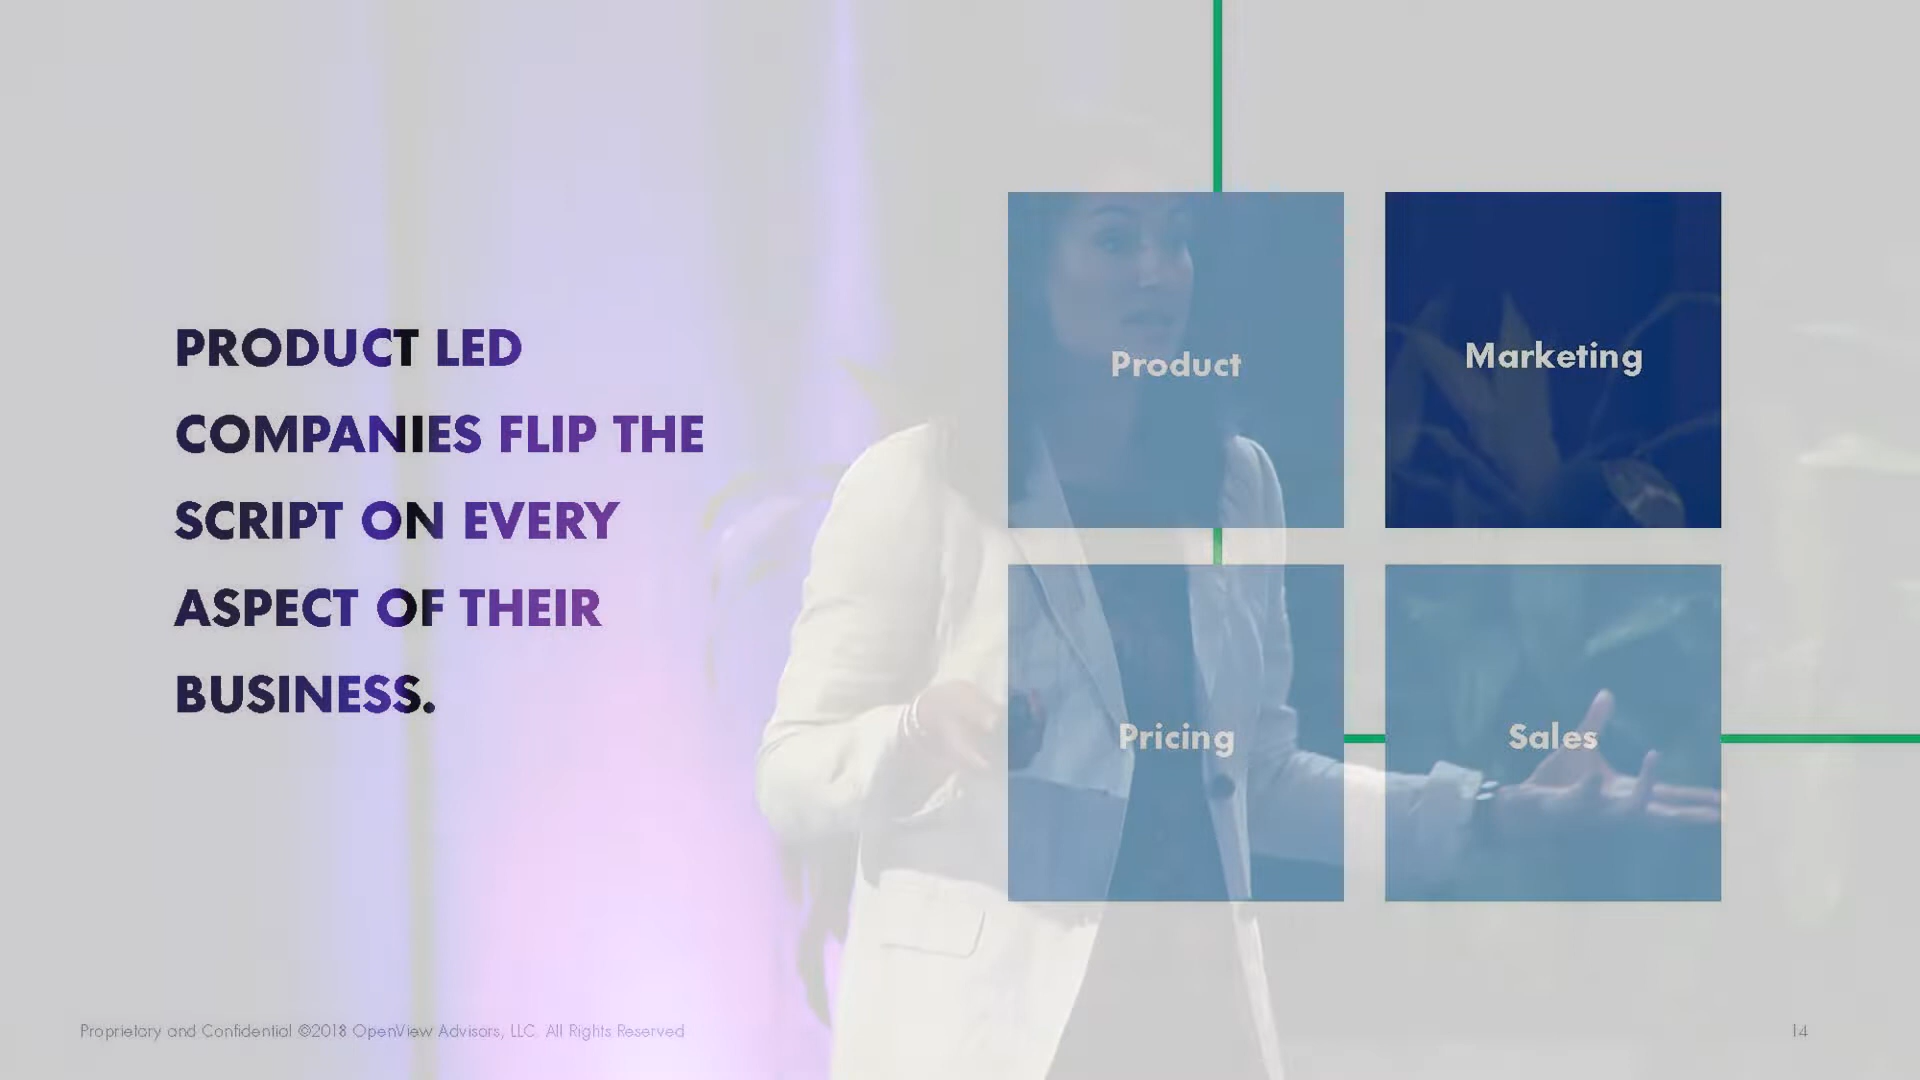 PRODUCT LED
COMPANIES FLIP THE
SCRIPT ON EVERY
ASPECT OF THEIR
BUSINESS.
Product
Marketing
Pricing
Sales
Proprietary and Confidential ©2018 OpenView Advisors, LLC. All Rights Reserved
14